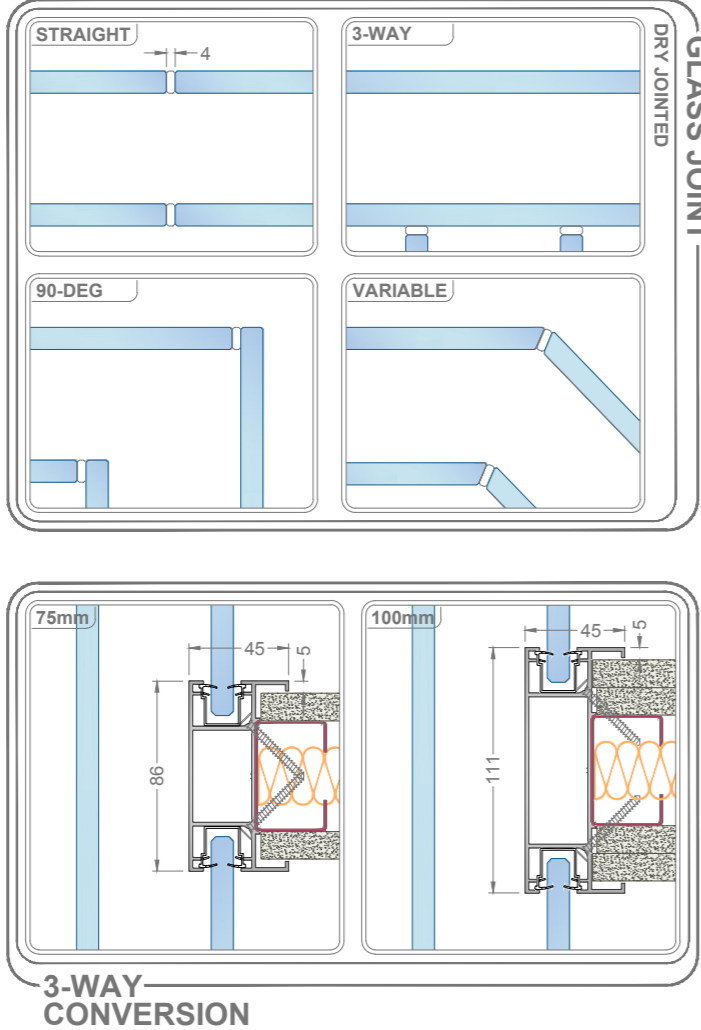 GLASS JOINT
DRY JOINTED
STRAIGHT
4
3-WAY
90-DEG
VARIABLE
75mm
45
5
86
100mm
45
5
111
3-WAY
CONVERSION